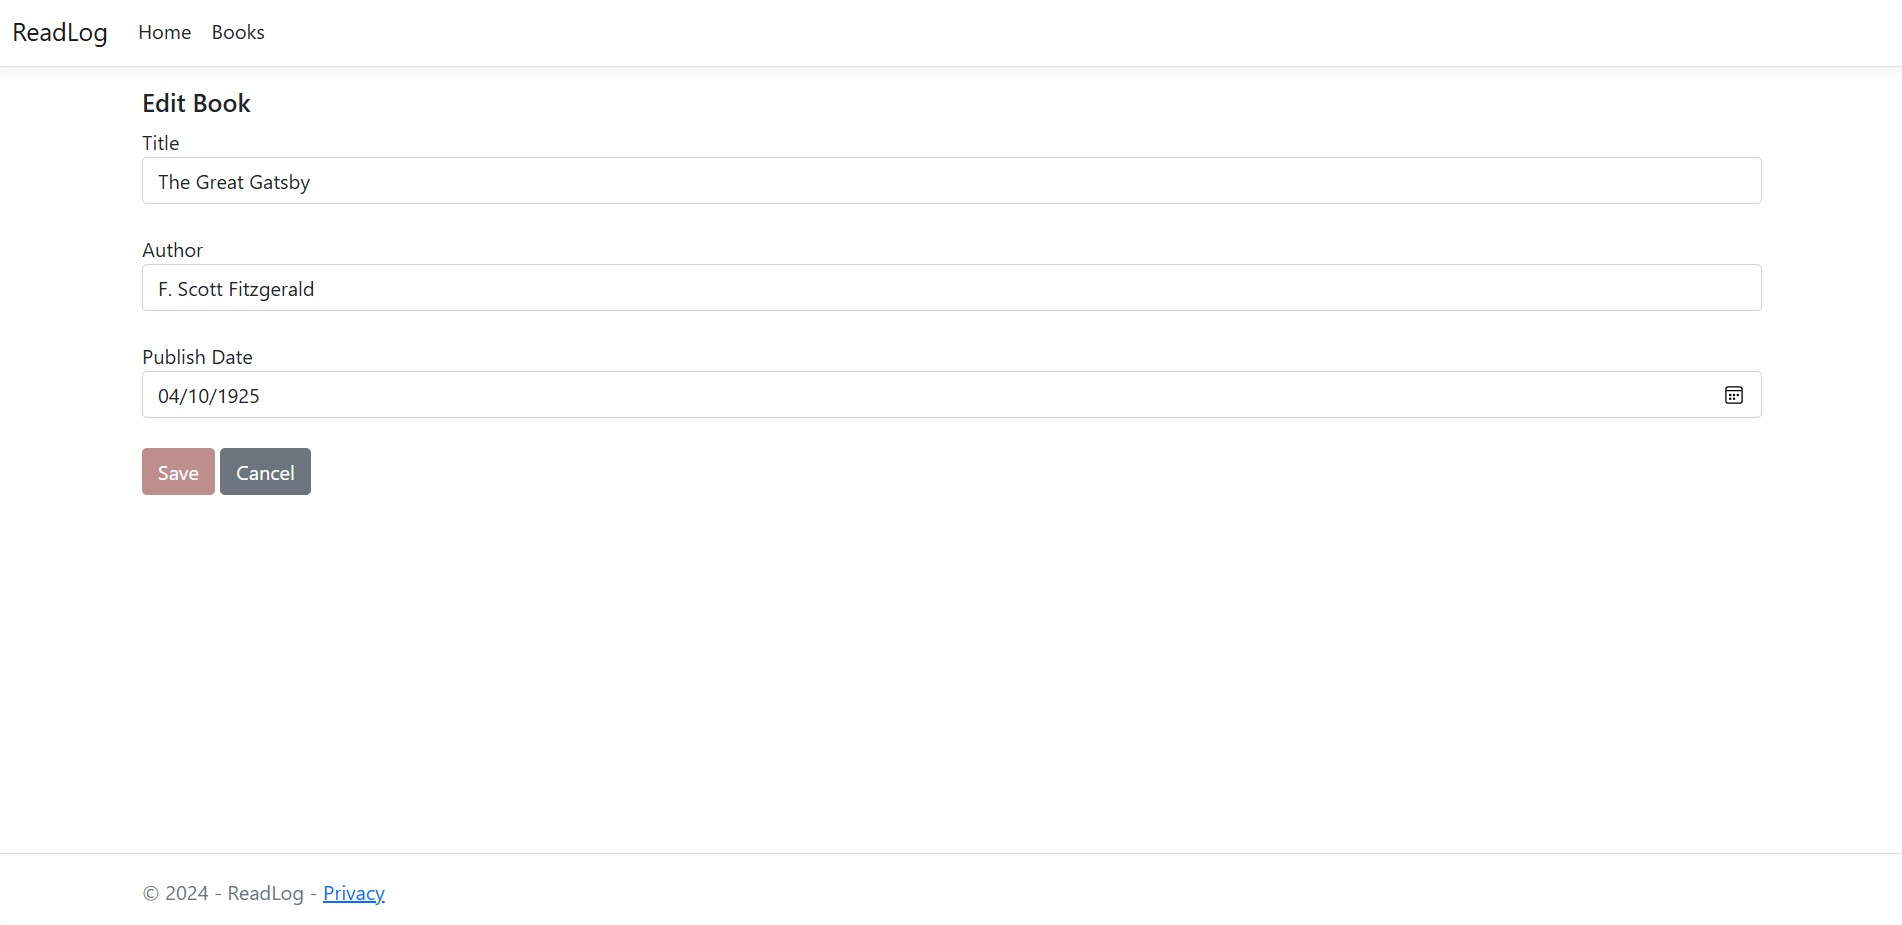 ReadLog Home Books
Edit Book
Title
The Great Gatsby
Author
F. Scott Fitzgerald
Publish Date
04/10/1925
Save Cancel
© 2024 - ReadLog - Privacy